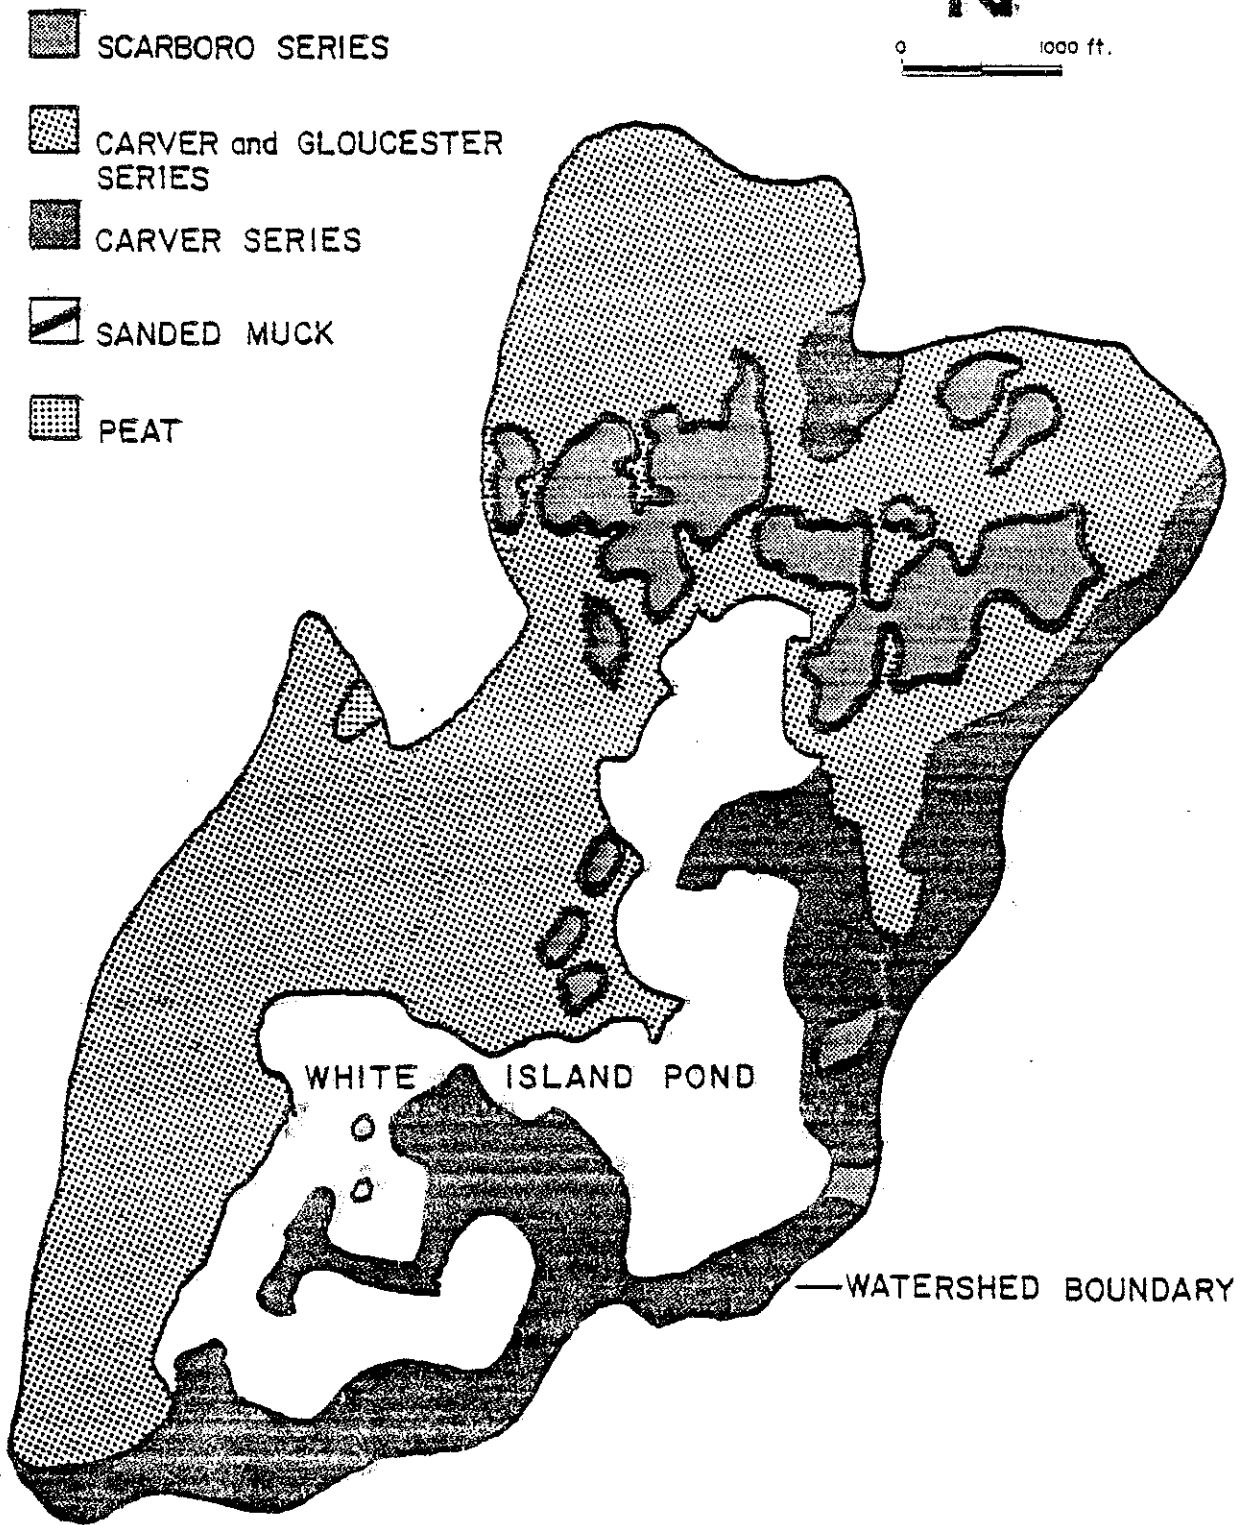 N
0 1000 ft.
SCARBORO SERIES
CARVER and GLOUCESTER
SERIES
CARVER SERIES
SANDED MUCK
PEAT
WHITE ISLAND POND
WATERSHED BOUNDARY